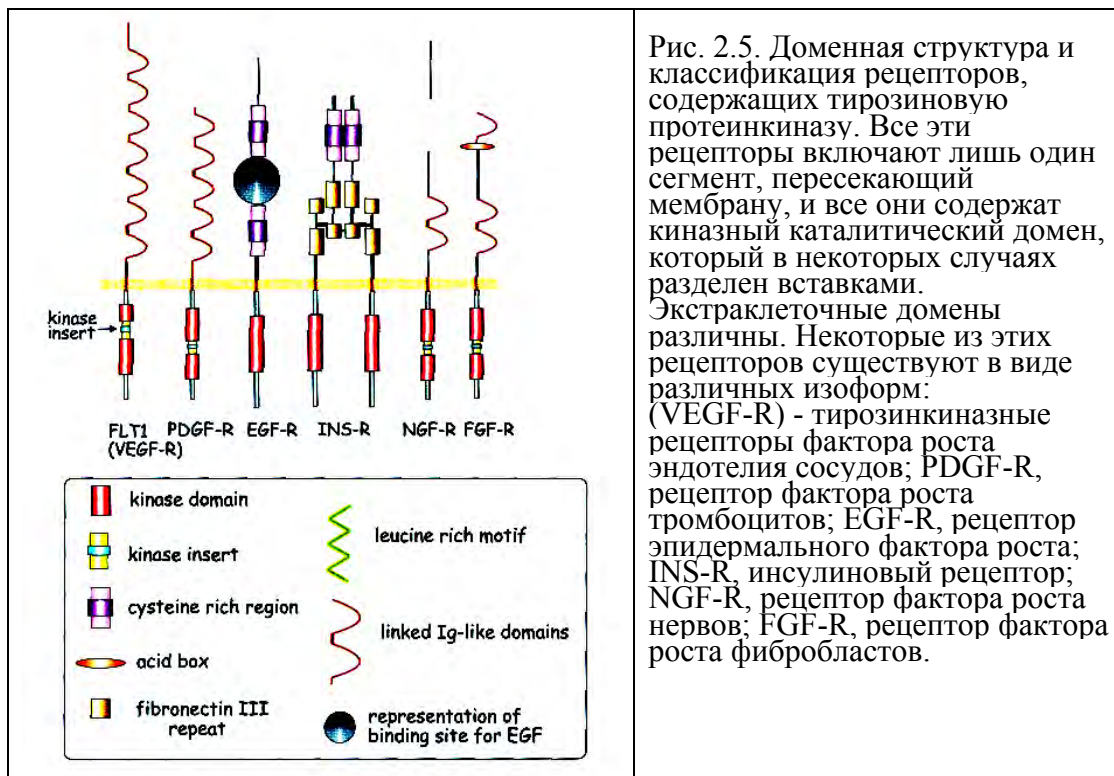 kinase
insert
FLT1
(VEGF-R)
PDGF-R
EGF-R
INS-R
NGF-R
FGF-R
kinase domain
kinase insert
cysteine rich region
acid box
fibronectin III
repeat
leucine rich motif
linked Ig-like domains
representation of
binding site for EGF
Рис. 2.5. Доменная структура и
классификация рецепторов,
содержащих тирозиновую
протеинкиназу. Все эти
рецепторы включают лишь один
сегмент, пересекающий
мембрану, и все они содержат
киназный каталитический домен,
который в некоторых случаях
разделен вставками.
Экстраклеточные домены
различны. Некоторые из этих
рецепторов существуют в виде
различных изоформ:
(VEGF-R) - тирозинкиназные
рецепторы фактора роста
эндотелия сосудов; PDGF-R,
рецептор фактора роста
тромбоцитов; EGF-R, рецептор
эпидермального фактора роста;
INS-R, инсулиновый рецептор;
NGF-R, рецептор фактора роста
нервов; FGF-R, рецептор фактора
роста фибробластов.